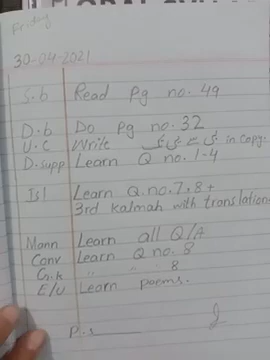 Friday
30-04-2021
S.b Read Pg no. 49
D.b Do Pg no. 32
U.C Write ی ے ئ in copy.
D.supp Learn Q no. 1-4
Isl Learn Q.no.7,8 +
3rd kalmah with translation
Mann Learn all Q/A
Conv Learn Q no. 8
G.k " " " 8
E/U Learn poems.
P.s